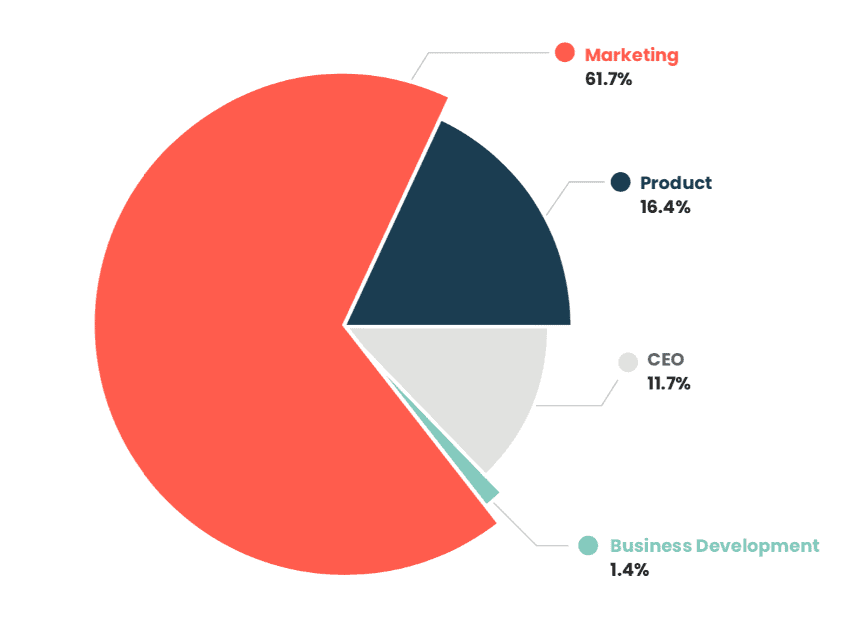 Marketing
61.7%
Product
16.4%
CEO
11.7%
Business Development
1.4%